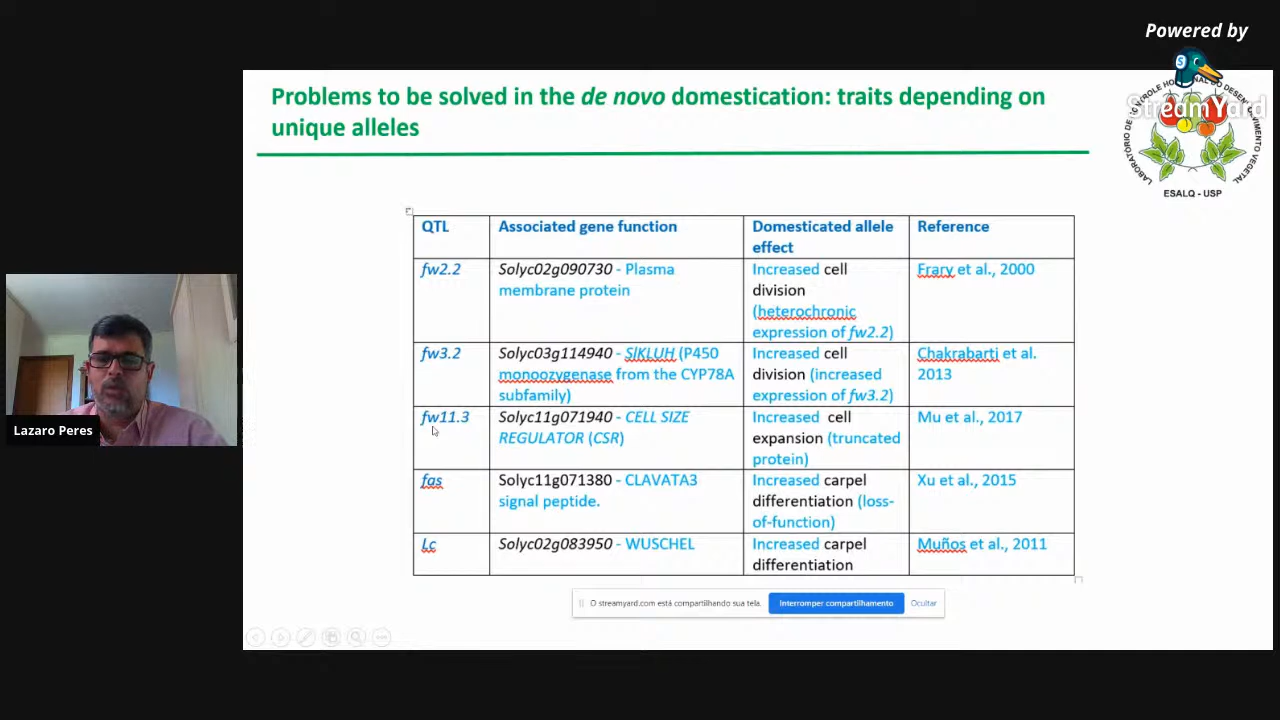 Powered by
StreamYard
Problems to be solved in the de novo domestication: traits depending on
unique alleles
ESALQ - USP
QTL
Associated gene function
Domesticated allele
effect
Reference
fw2.2
Solyc02g090730 - Plasma
membrane protein
Increased cell
division
(heterochronic
expression of fw2.2)
Frary et al., 2000
fw3.2
Solyc03g114940 - SlKLUH (P450
monoozygenase from the CYP78A
subfamily)
Increased cell
division (increased
expression of fw3.2)
Chakrabarti et al.
2013
fw11.3
Solyc11g071940 - CELL SIZE
REGULATOR (CSR)
Increased cell
expansion (truncated
protein)
Mu et al., 2017
fas
Solyc11g071380 - CLAVATA3
signal peptide.
Increased carpel
differentiation (loss-
of-function)
Xu et al., 2015
Lc
Solyc02g083950 - WUSCHEL
Increased carpel
differentiation
Muños et al., 2011
Lazaro Peres
O streamyard.com está compartilhando sua tela.
Interromper compartilhamento
Ocultar